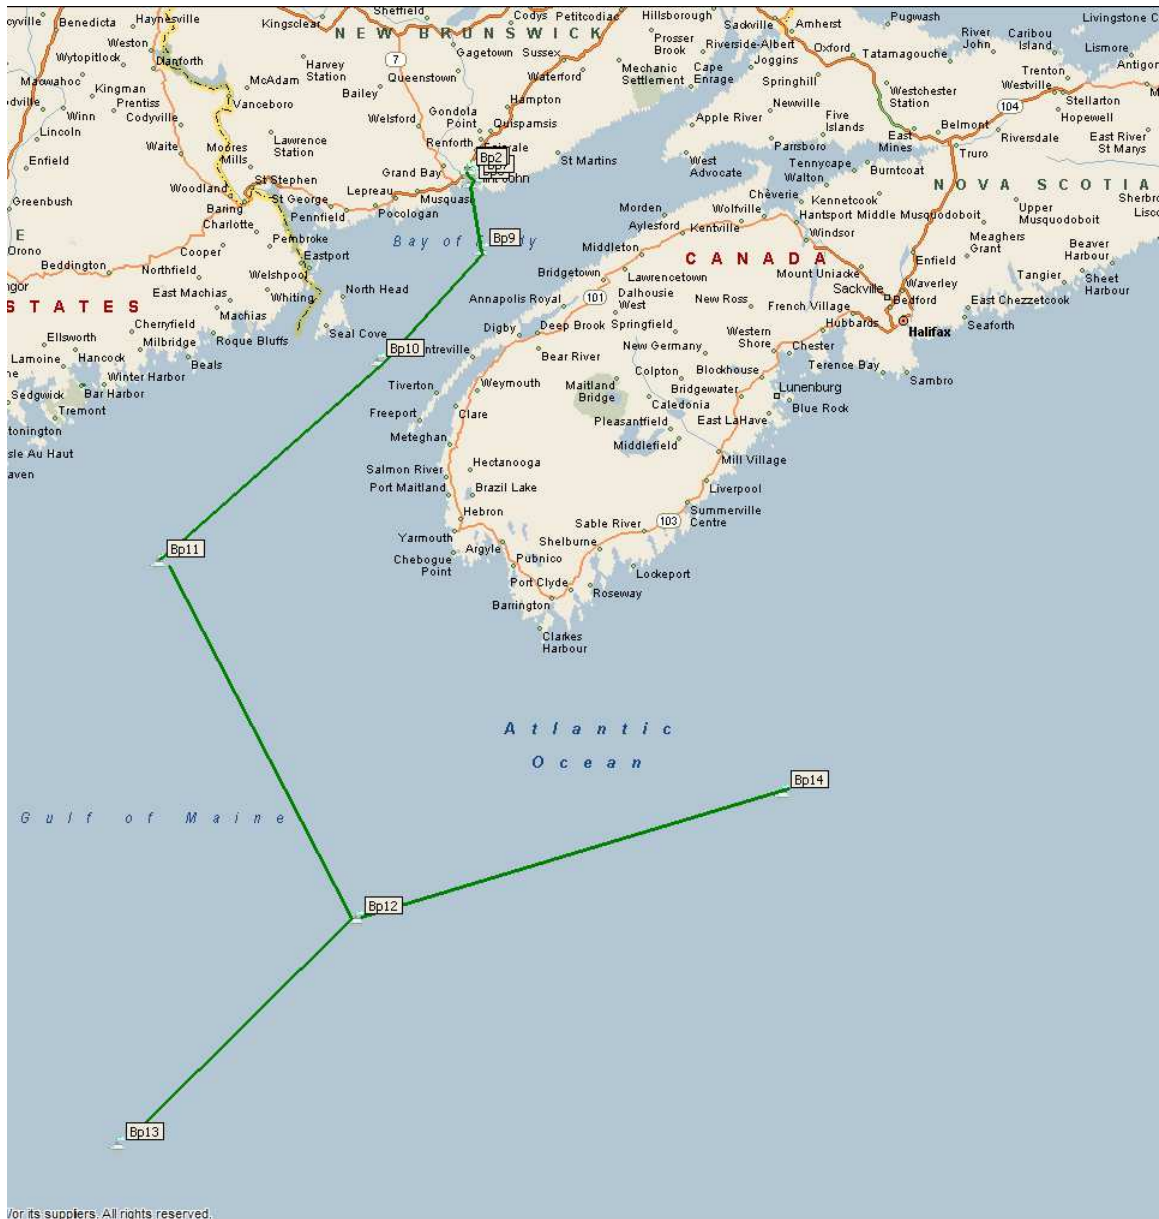 Benedicta
Haynesville
Kingsclear
Sheffield
Codys
Petitcodiac
Hillsborough
Sackville
Amherst
Pugwash
Livingstone C
NEW BRUNSWICK
Weston
Wytopitlock
Danforth
Harvey
Station
7
Gagetown
Sussex
Prosser
Brook
Riverside-Albert
Joggins
Oxford
Tatamagouche
River
John
Caribou
Island
Lismore
Macwahoc
Kingman
McAdam
Queenstown
Waterford
Mechanic
Settlement
Cape
Enrage
Springhill
Trenton
Westville
Antigon
Prentiss
Vanceboro
Bailey
Hampton
Westchester
Station
104
Stellarton
Winn
Codyville
Welsford
Gondola
Point
Quispamsis
Newville
Apple River
Five
Islands
East
Mines
Belmont
Hopewell
Riversdale
Lincoln
Waite
Moores
Mills
Lawrence
Station
Renforth
Fairvale
St Martins
Parrsboro
Truro
East River
St Marys
Enfield
Bp2
Grand Bay
West
Advocate
Tennycape
Walton
Burntcoat
Woodland
St Stephen
Lepreau
Musquas
Chèverie
Kennetcook
NOVA SCOTIA
Greenbush
Baring
St George
Pennfield
Pocologan
Morden
Wolfville
Hantsport
Middle Musquodoboit
Upper
Musquodoboit
Sherbro
Lisco
Charlotte
Aylesford
Kentville
Windsor
E
Orono
Cooper
Pembroke
Bay of
Bp9
Middleton
Meaghers
Grant
Beaver
Harbour
Beddington
Northfield
Eastport
Welshpool
Bridgetown
Lawrencetown
CANADA
Mount Uniacke
Enfield
Tangier
Sheet
Harbour
STATES
East Machias
Whiting
North Head
Annapolis Royal
101
Dalhousie
West
New Ross
French Village
Sackville
Waverley
Bedford
East Chezzetcook
Machias
Cherryfield
Ellsworth
Milbridge
Roque Bluffs
Seal Cove
Digby
Deep Brook
Springfield
Western
Shore
Hubbards
Halifax
Seaforth
Lamoine
Hancock
Beals
Bp10
ntreville
Bear River
New Germany
Chester
Terence Bay
Winter Harbor
Colpton
Blockhouse
Sambro
Sedgwick
Bar Harbor
Tiverton
Weymouth
Maitland
Bridge
Bridgewater
Lunenburg
Tremont
Freeport
Clare
Caledonia
Blue Rock
tonington
Pleasantfield
East LaHave
Meteghan
Middlefield
sle Au Haut
Hectanooga
Mill Village
aven
Salmon River
Port Maitland
Brazil Lake
Liverpool
Hebron
Sable River
103
Summerville
Centre
Yarmouth
Bp11
Argyle
Shelburne
Chebogue
Point
Pubnico
Port Clyde
Lockeport
Barrington
Roseway
Clarkes
Harbour
Atlantic
Ocean
Bp14
Gulf of Maine
Bp12
Bp13
/or its suppliers. All rights reserved.